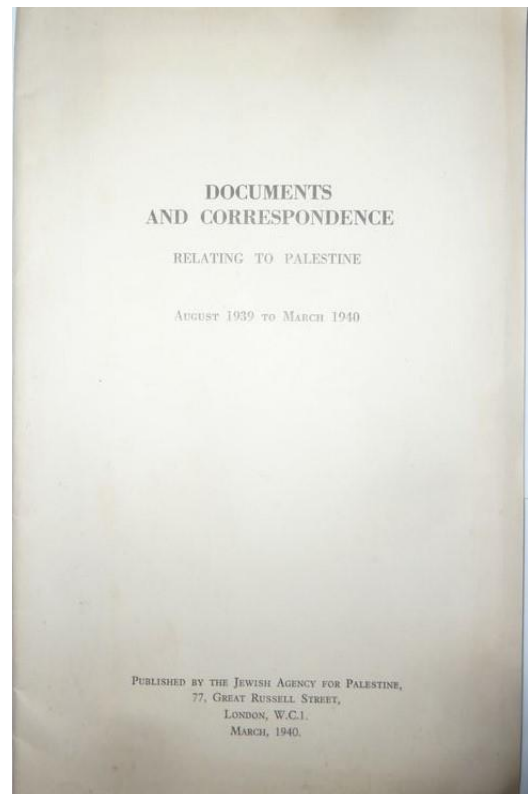 DOCUMENTS
AND CORRESPONDENCE
RELATING TO PALESTINE
AUGUST 1939 TO MARCH 1940
PUBLISHED BY THE JEWISH AGENCY FOR PALESTINE,
77, GREAT RUSSELL STREET,
LONDON, W.C.1.
MARCH, 1940.